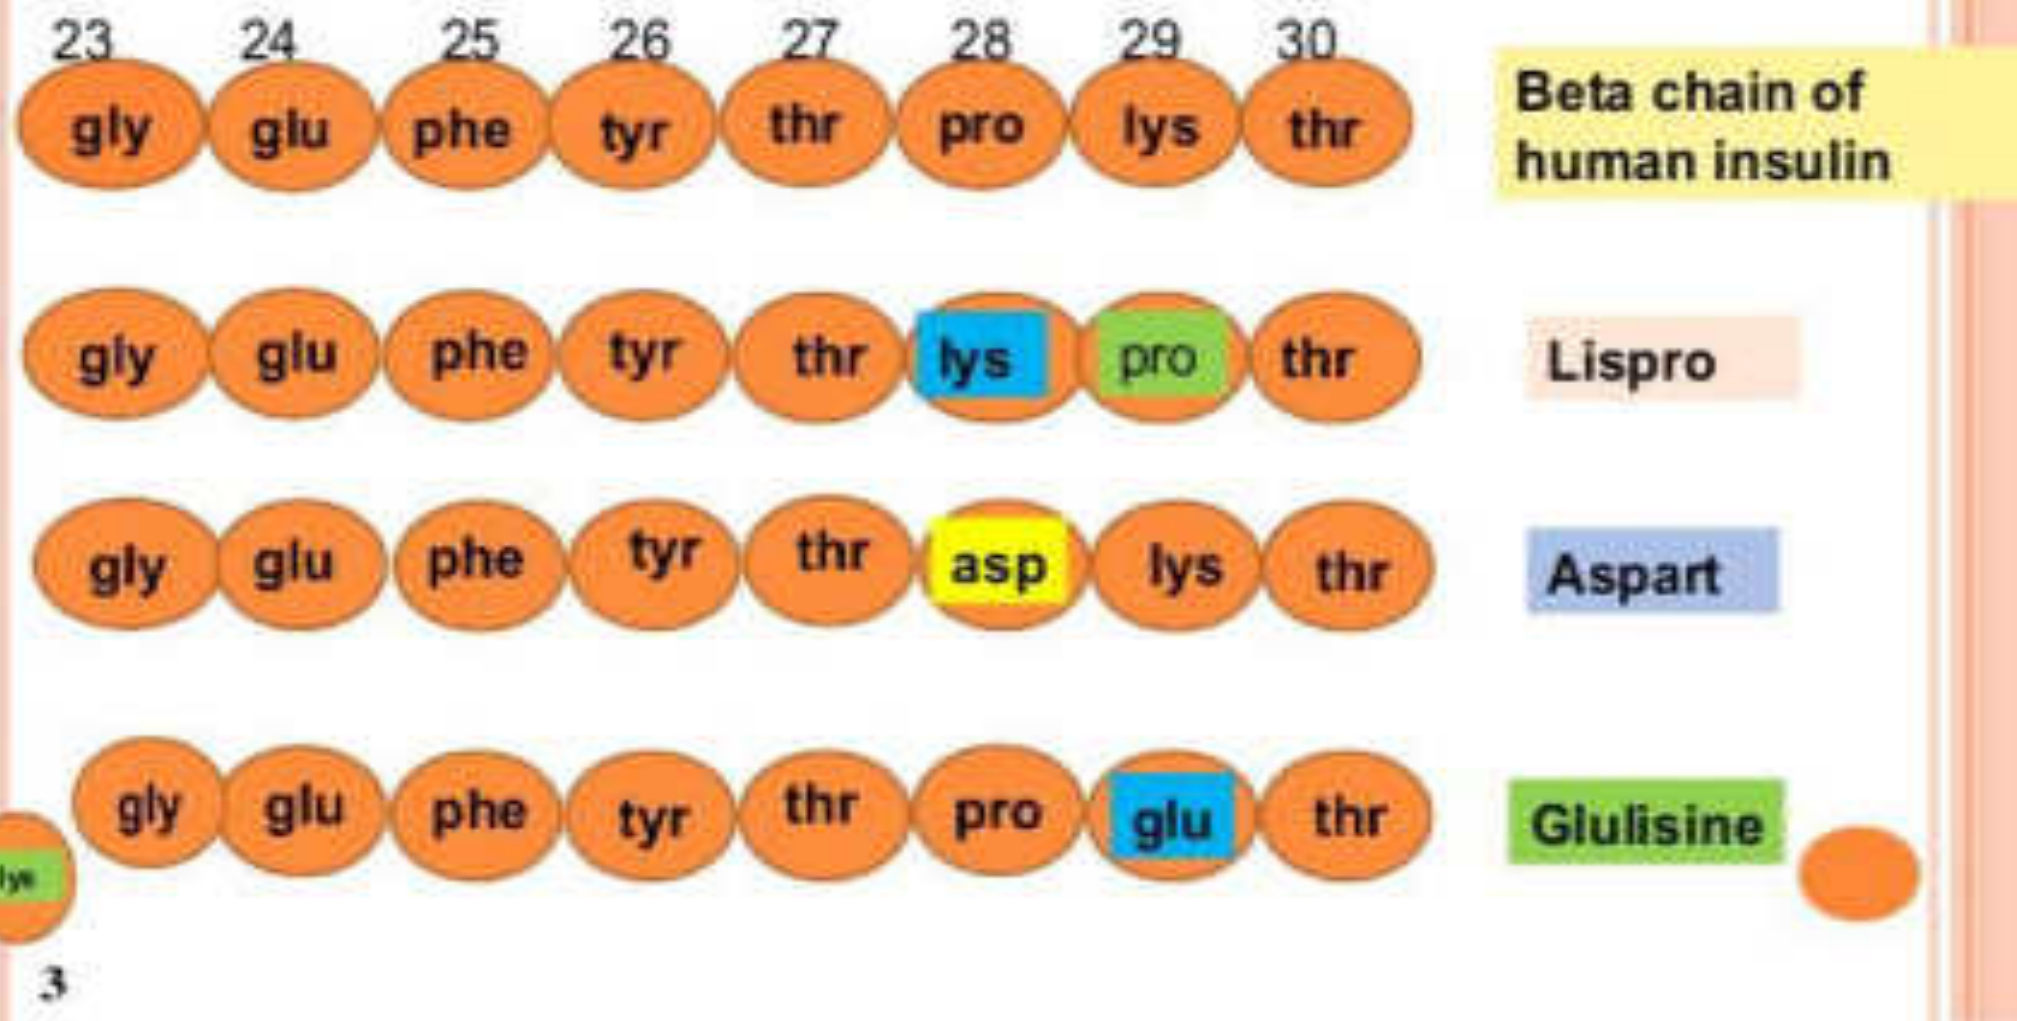 23 24 25 26 27 28 29 30
gly glu phe tyr thr pro lys thr
Beta chain of
human insulin
gly glu phe tyr thr lys pro thr
Lispro
gly glu phe tyr thr asp lys thr
Aspart
gly glu phe tyr thr pro glu thr
Glulisine
lys
3